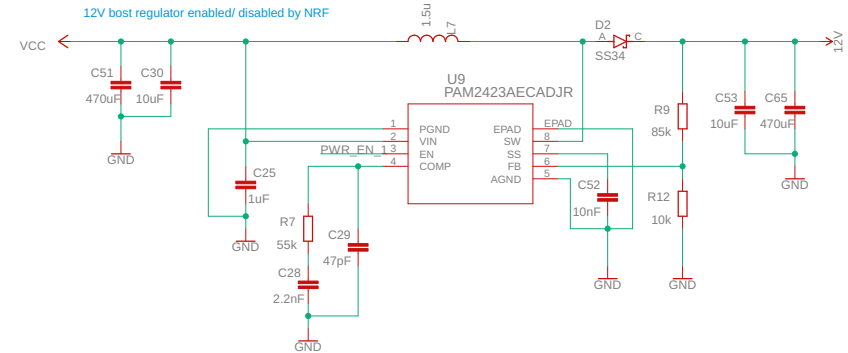 12V bost regulator enabled/ disabled by NRF
1.5u
L7
D2
A
C
SS34
VCC
12V
C51
470uF
C30
10uF
GND
U9
PAM2423AECADJR
1
2
3
4
PGND
VIN
EN
COMP
PWR_EN_1
EPAD
SW
SS
FB
AGND
EPAD
8
7
6
5
R9
85k
C53
10uF
C65
470uF
GND
C25
1uF
GND
C52
10nF
GND
R12
10k
GND
R7
55k
C29
47pF
C28
2.2nF
GND